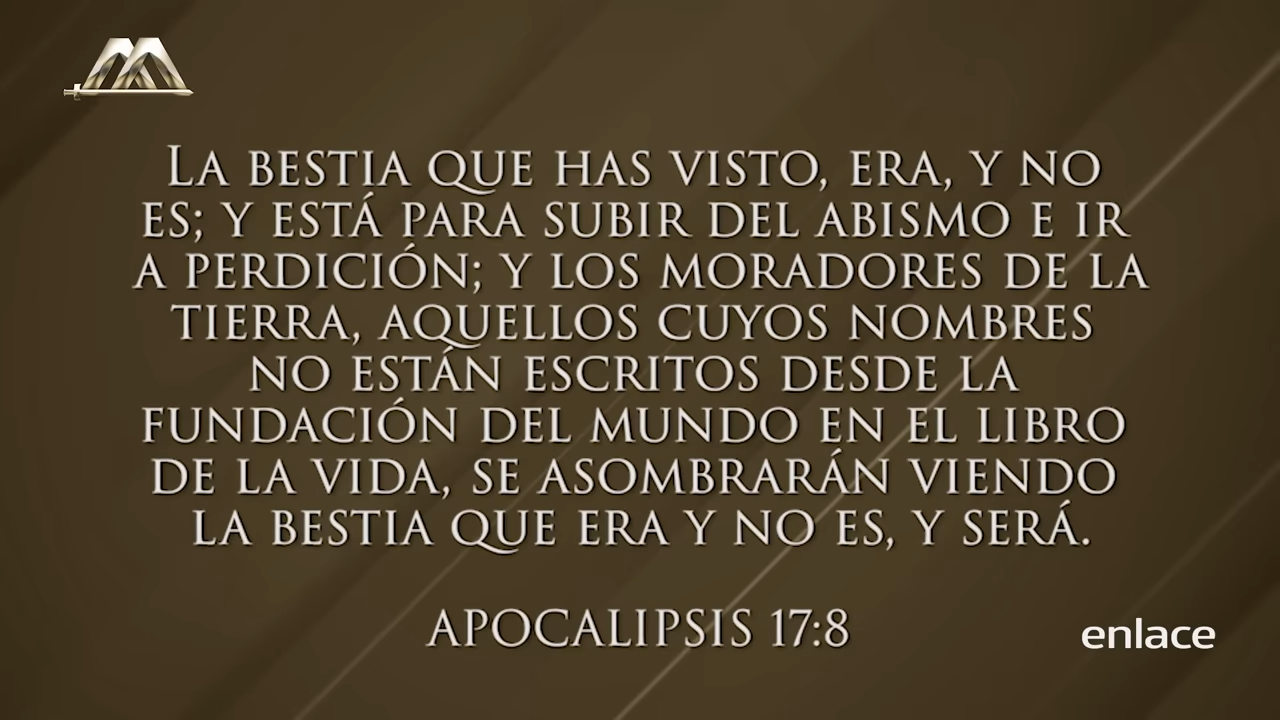 La bestia que has visto, era, y no
es; y está para subir del abismo e ir
a perdición; y los moradores de la
tierra, aquellos cuyos nombres
no están escritos desde la
fundación del mundo en el libro
de la vida, se asombrarán viendo
la bestia que era y no es, y será.
Apocalipsis 17:8
enlace